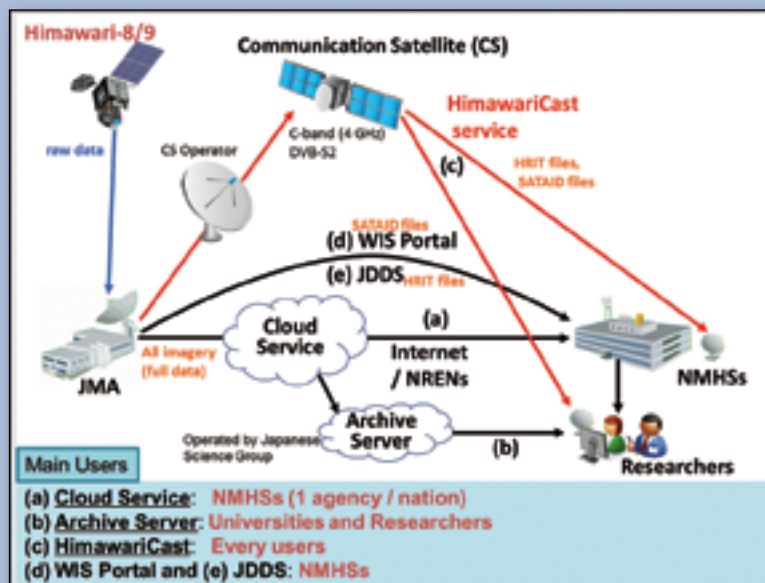 Himawari-8/9
Communication Satellite (CS)
HimawariCast
service
raw data
CS Operator
C-band (4 GHz)
DVB-S2
(c)
HRIT files,
SATAID files
SATAID files
(d) WIS Portal
(e) JDDS
HRIT files
Cloud
Service
(a)
Internet
/ NRENs
All imagery
(full data)
JMA
NMHSs
Archive
Server
Operated by Japanese
Science Group
(b)
Researchers
Main Users
(a) Cloud Service: NMHSs (1 agency / nation)
(b) Archive Server: Universities and Researchers
(c) HimawariCast: Every users
(d) WIS Portal and (e) JDDS: NMHSs